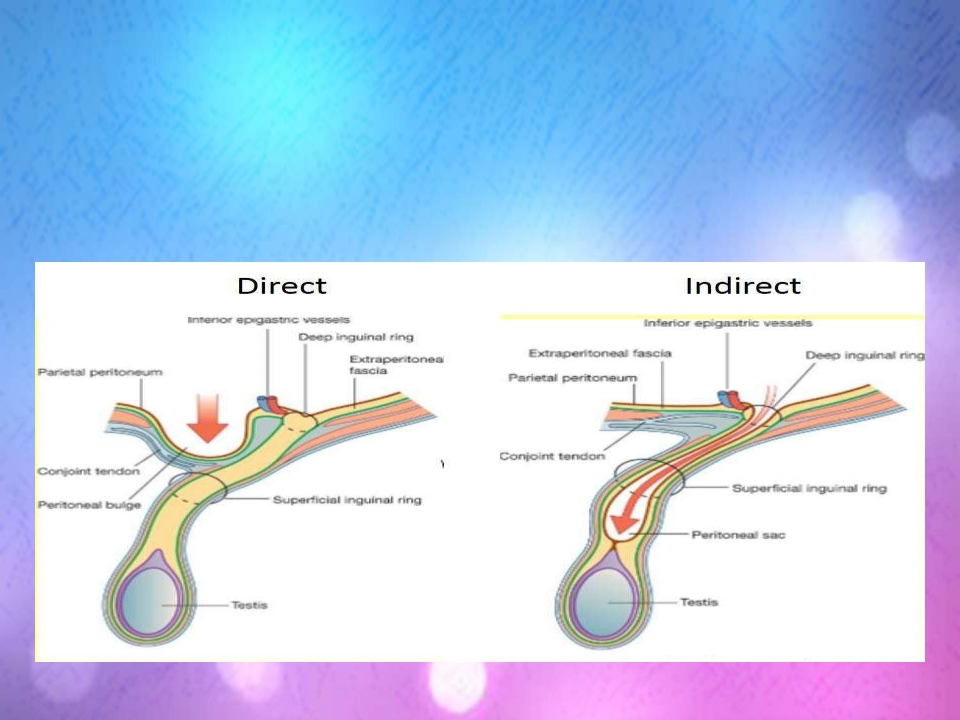 Direct
Inferior epigastric vessels
Deep inguinal ring
Extraperitoneal
fascia
Parietal peritoneum
Conjoint tendon
Peritoneal bulge
Superficial inguinal ring
Testis
Indirect
Inferior epigastric vessels
Extraperitoneal fascia
Deep inguinal ring
Parietal peritoneum
Conjoint tendon
Superficial inguinal ring
Peritoneal sac
Testis